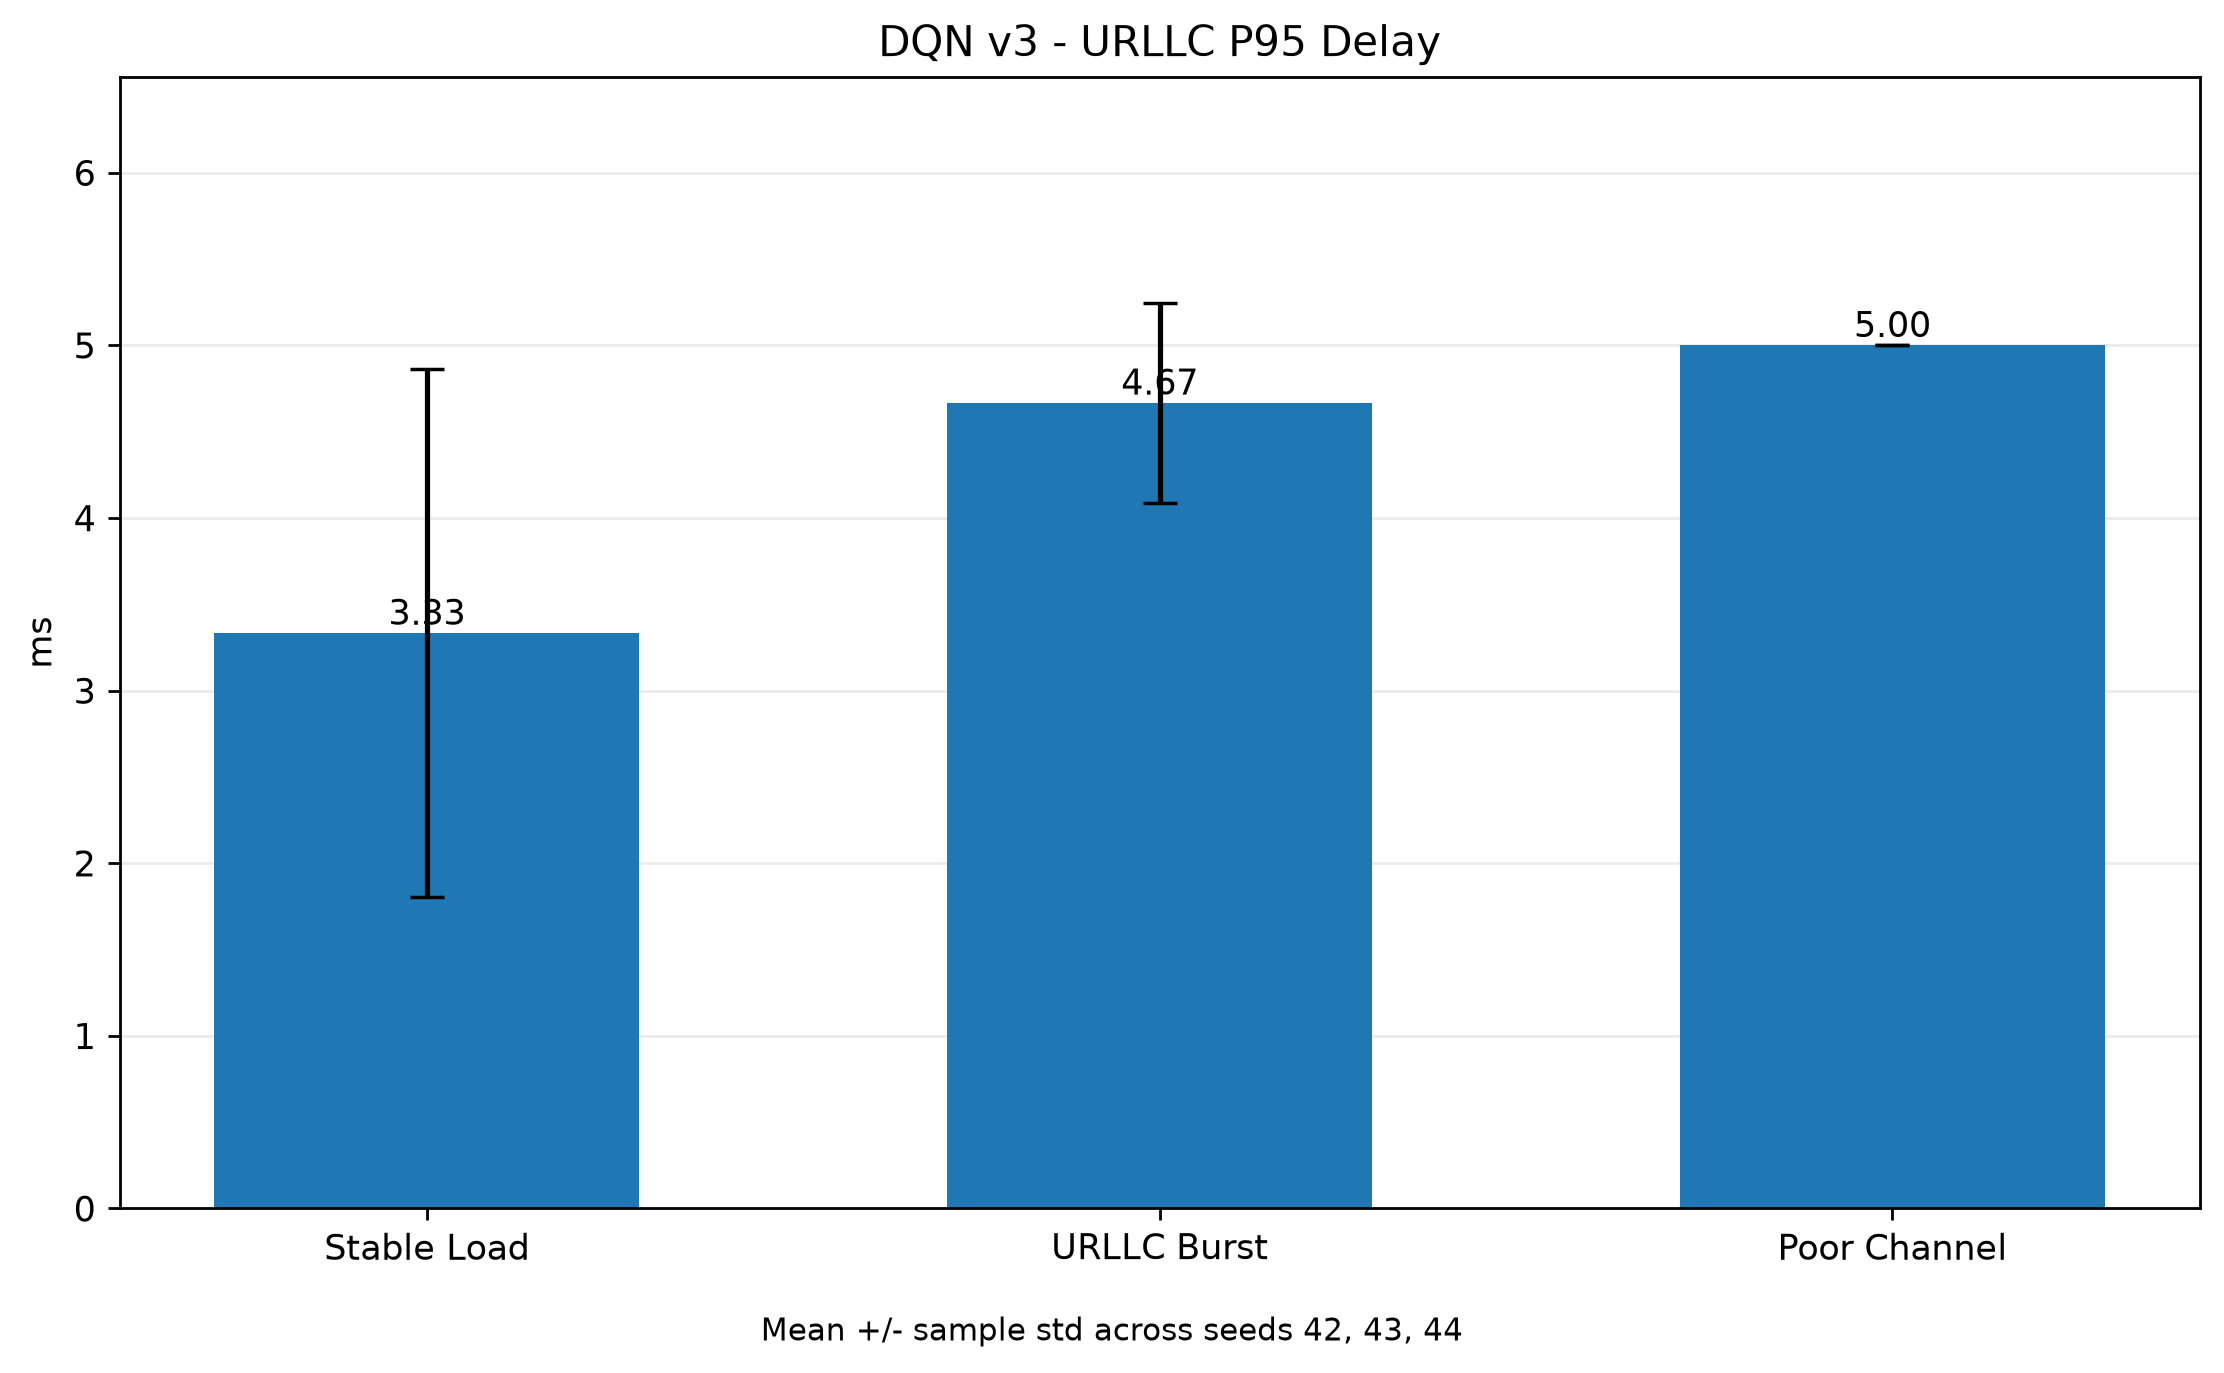 DQN v3 - URLLC P95 Delay
ms
6
5
4
3
2
1
0
3.33
4.67
5.00
Stable Load
URLLC Burst
Poor Channel
Mean +/- sample std across seeds 42, 43, 44